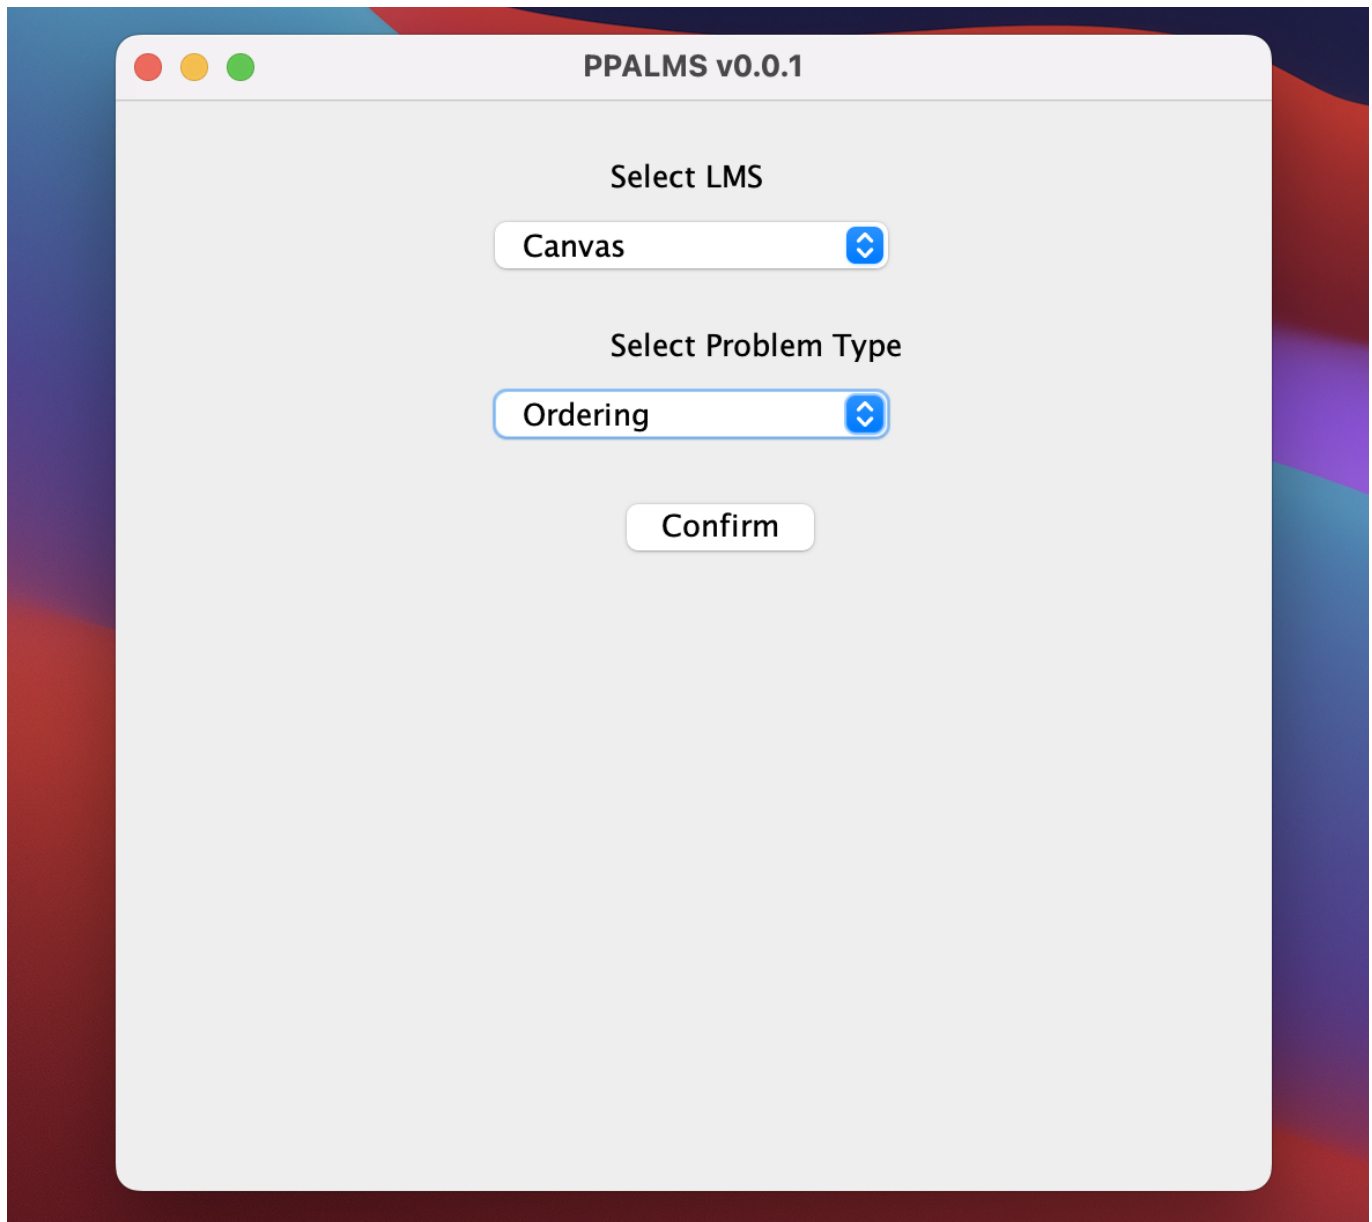 PPALMS v0.0.1
Select LMS
Canvas
Select Problem Type
Ordering
Confirm